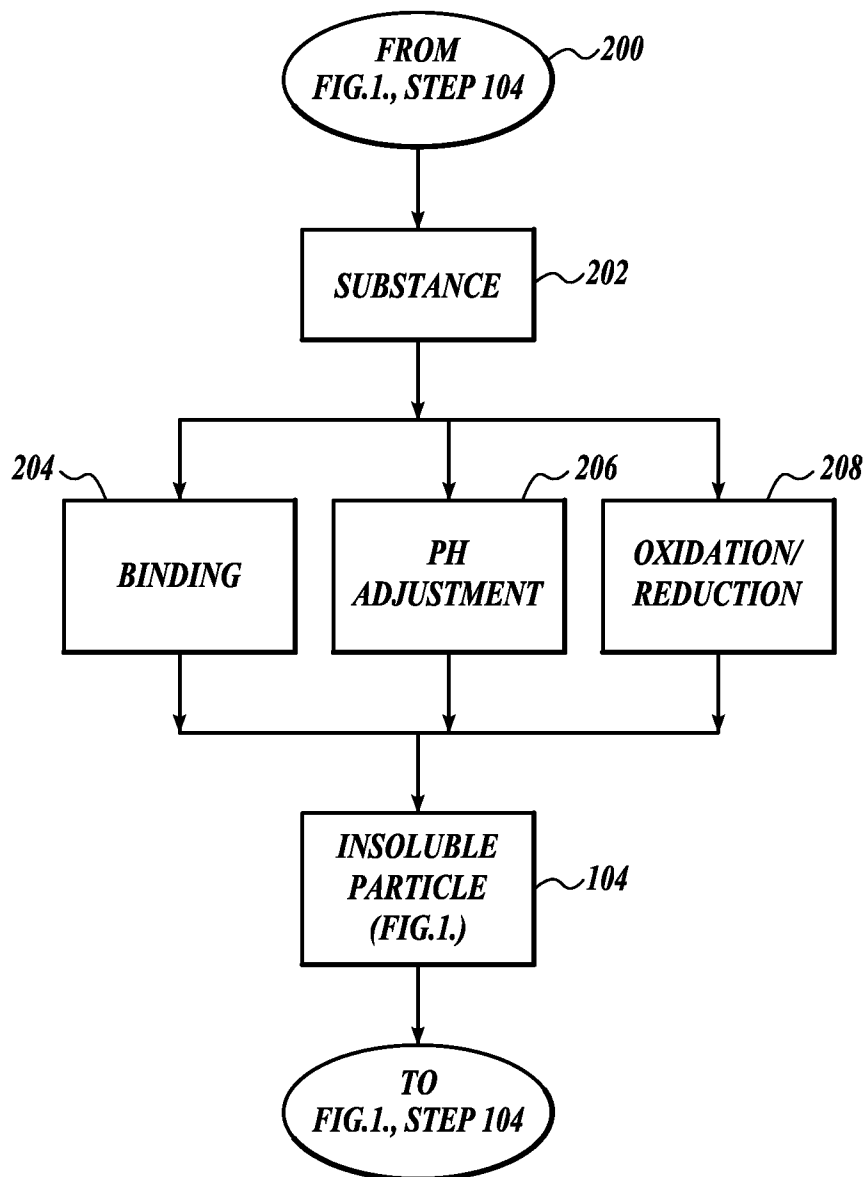 FROM
FIG.1., STEP 104
200
SUBSTANCE
202
204
206
208
BINDING
PH
ADJUSTMENT
OXIDATION/
REDUCTION
INSOLUBLE
PARTICLE
(FIG.1.)
104
TO
FIG.1., STEP 104